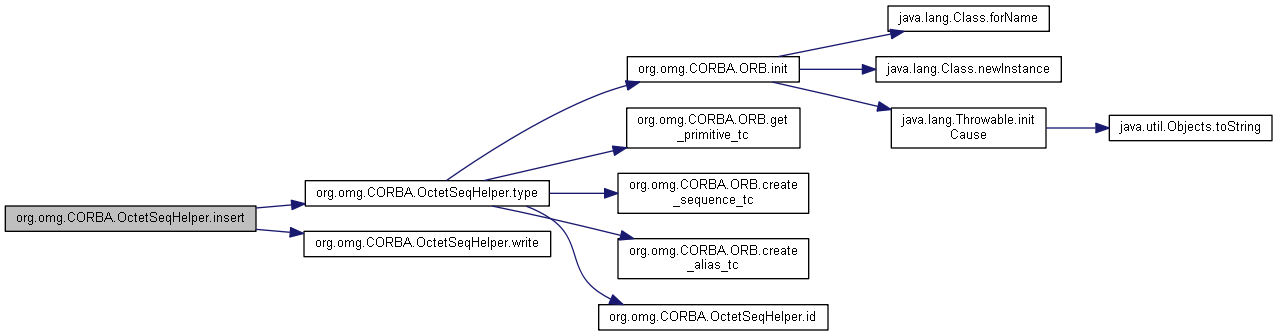 java.lang.Class.forName
org.omg.CORBA.ORB.init
java.lang.Class.newInstance
org.omg.CORBA.ORB.get
_primitive_tc
java.lang.Throwable.init
Cause
java.util.Objects.toString
org.omg.CORBA.OctetSeqHelper.type
org.omg.CORBA.ORB.create
_sequence_tc
org.omg.CORBA.OctetSeqHelper.insert
org.omg.CORBA.OctetSeqHelper.write
org.omg.CORBA.ORB.create
_alias_tc
org.omg.CORBA.OctetSeqHelper.id